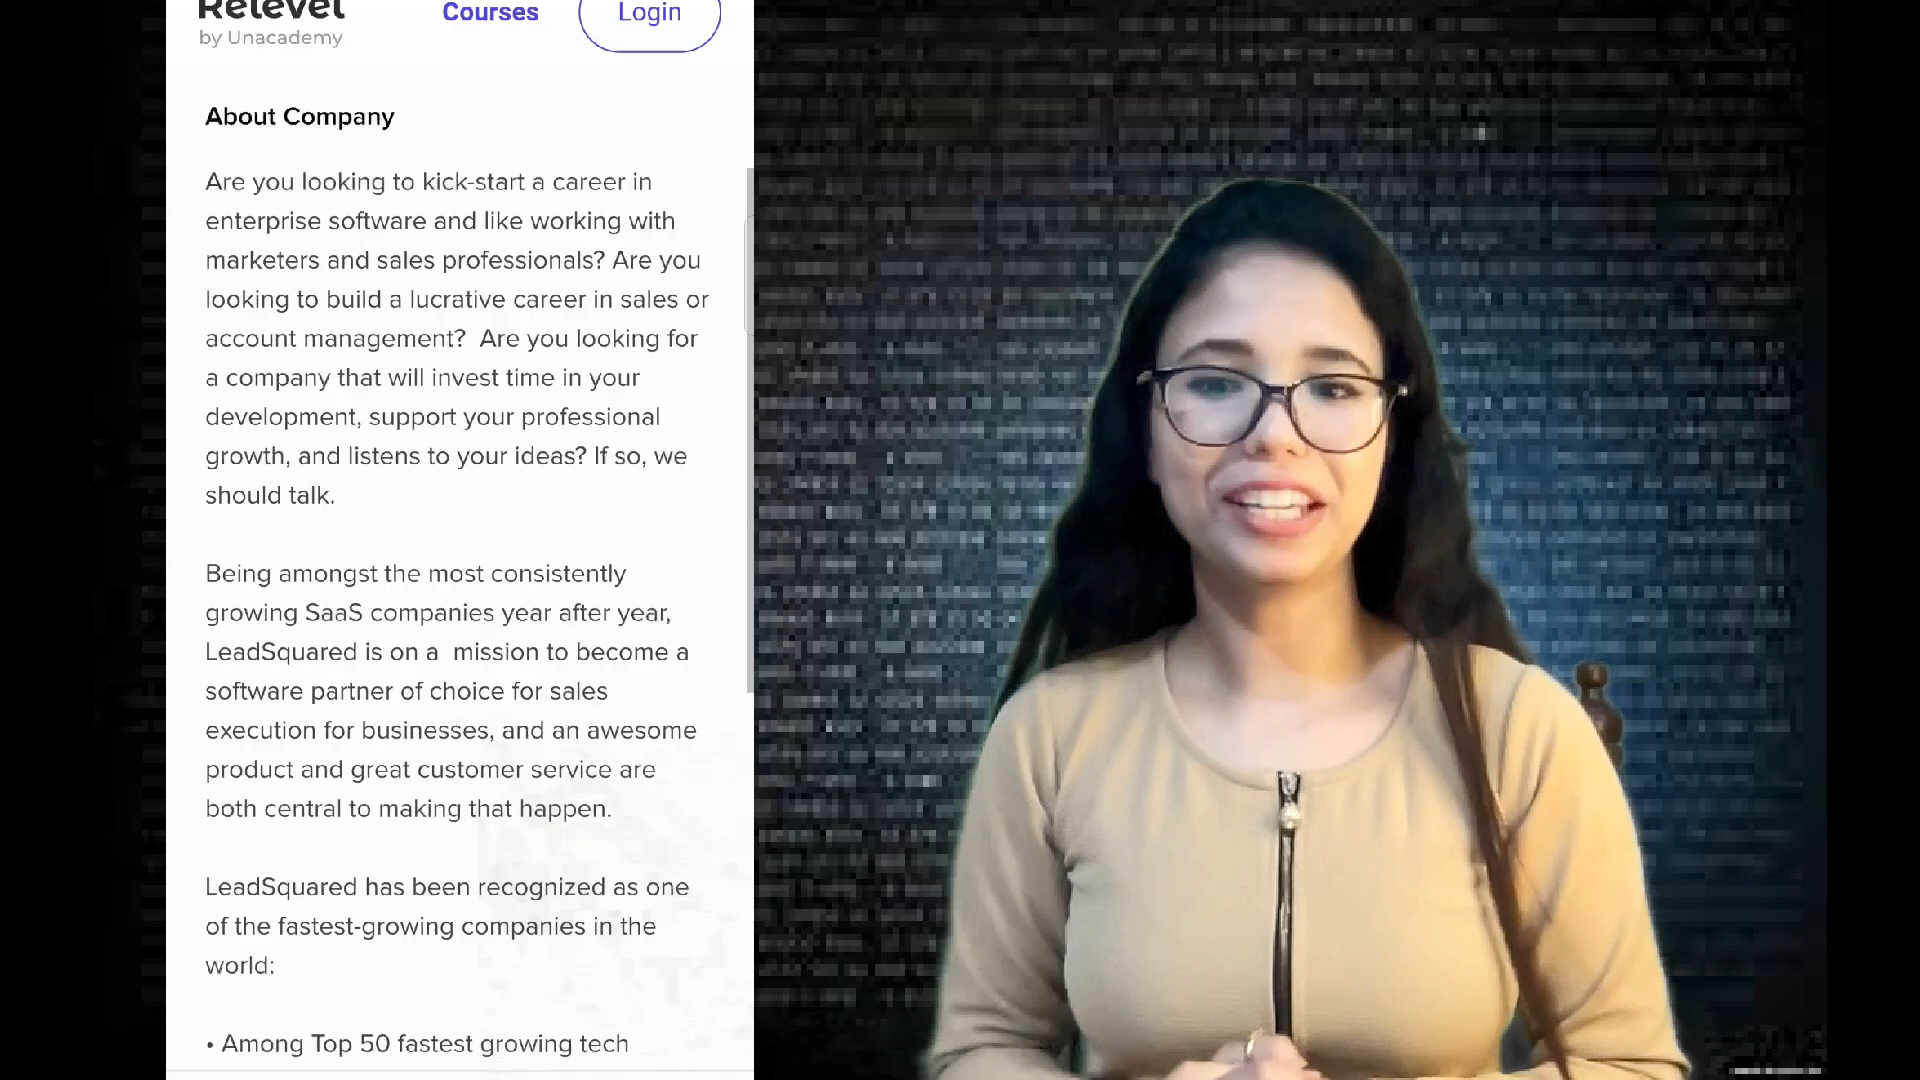 Relevel
by Unacademy
Courses
Login
About Company
Are you looking to kick-start a career in
enterprise software and like working with
marketers and sales professionals? Are you
looking to build a lucrative career in sales or
account management?  Are you looking for
a company that will invest time in your
development, support your professional
growth, and listens to your ideas? If so, we
should talk.
Being amongst the most consistently
growing SaaS companies year after year,
LeadSquared is on a  mission to become a
software partner of choice for sales
execution for businesses, and an awesome
product and great customer service are
both central to making that happen.
LeadSquared has been recognized as one
of the fastest-growing companies in the
world:
• Among Top 50 fastest growing tech